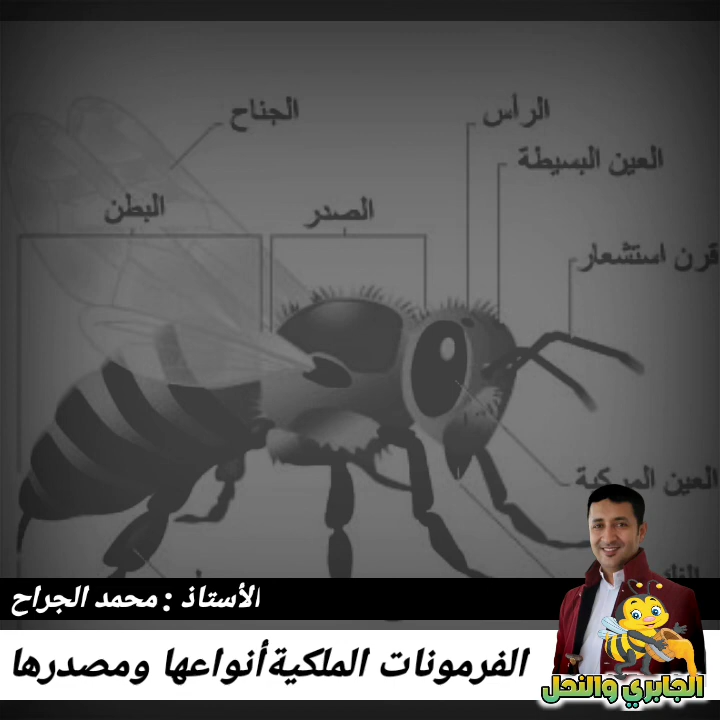 الجناح
الرأس
العين البسيطة
البطن
الصدر
قرن استشعار
العين المركبة
الأستاذ : محمد الجراح
الفرمونات الملكية أنواعها ومصدرها
الجابري والنحل